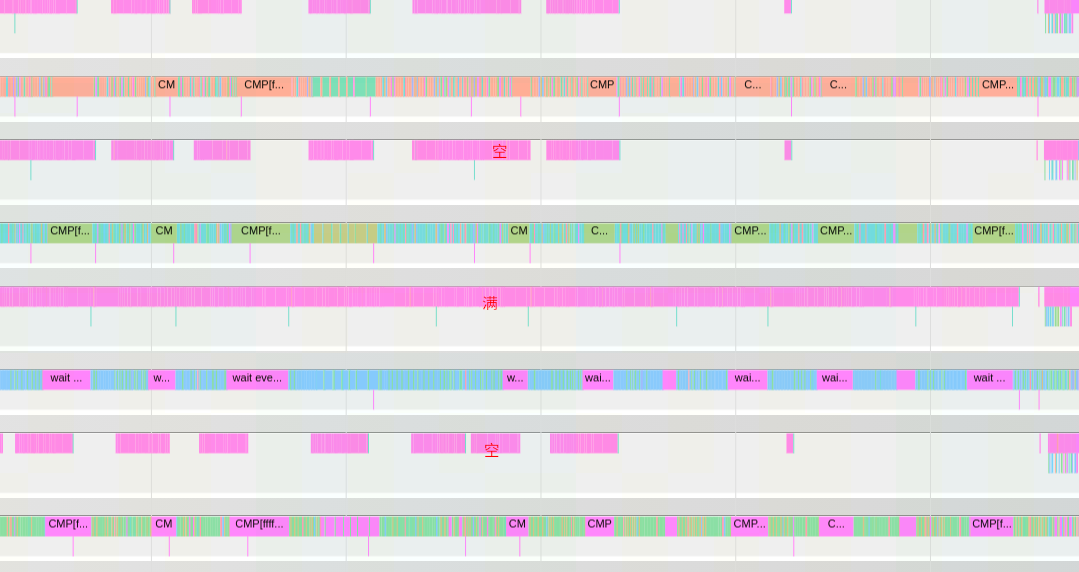 CM CMP[f... CMP C... C... CMP...
空
CMP[f... CM CMP[f... CM C... CMP... CMP... CMP[f...
满
wait ... w... wait eve... w... wai... wai... wai... wait ...
空
CMP[f... CM CMP[ffff... CM CMP CMP... C... CMP[f...